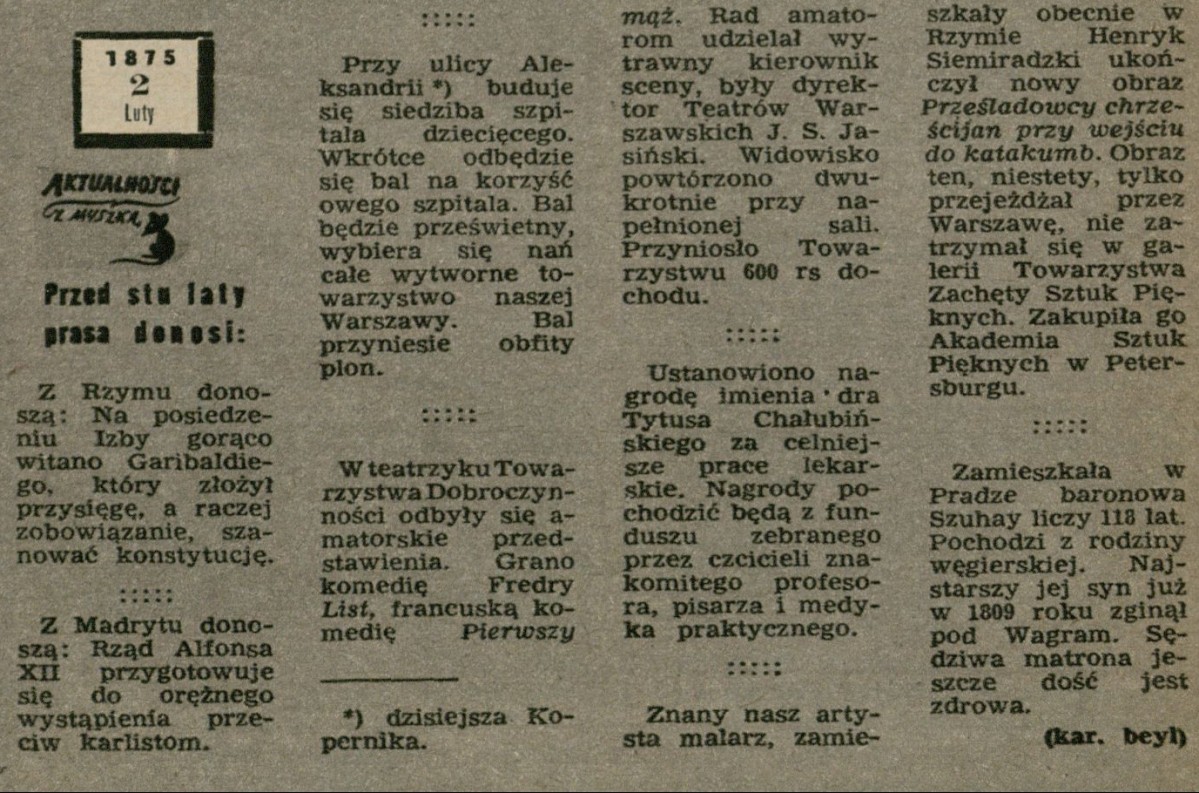 1875
2
Luty
AKTUALNOŚCI
Z MYSZKĄ
Przed stu laty
prasa donosi:
Z Rzymu dono-
szą: Na posiedze-
niu Izby gorąco
witano Garibaldie-
go, który złożył
przysięgę, a raczej
zobowiązanie, sza-
nować konstytucję.
:::::
Z Madrytu dono-
szą: Rząd Alfonsa
XII przygotowuje
się do orężnego
wystąpienia prze-
ciw karlistom.
:::::
Przy ulicy Ale-
ksandrii *) buduje
się siedziba szpi-
tala dziecięcego.
Wkrótce odbędzie
się bal na korzyść
owego szpitala. Bal
będzie prześwietny,
wybiera się nań
całe wytworne to-
warzystwo naszej
Warszawy. Bal
przyniesie obfity
plon.
:::::
W teatrzyku Towa-
rzystwa Dobroczyn-
ności odbyły się a-
matorskie przed-
stawienia. Grano
komedię Fredry
List, francuską ko-
medię Pierwszy
*) dzisiejsza Ko-
pernika.
mąż. Rad amato-
rom udzielał wy-
trawny kierownik
sceny, były dyrek-
tor Teatrów War-
szawskich J. S. Ja-
siński. Widowisko
powtórzono dwu-
krotnie przy na-
pełnionej sali.
Przyniosło Towa-
rzystwu 600 rs do-
chodu.
:::::
Ustanowiono na-
grodę imienia dra
Tytusa Chałubiń-
skiego za celniej-
sze prace lekar-
skie. Nagrody po-
chodzić będą z fun-
duszu zebranego
przez czcicieli zna-
komitego profeso-
ra, pisarza i medy-
ka praktycznego.
:::::
Znany nasz arty-
sta malarz, zamie-
szkały obecnie w
Rzymie Henryk
Siemiradzki ukoń-
czył nowy obraz
Prześladowcy chrze-
ścijan przy wejściu
do katakumb. Obraz
ten, niestety, tylko
przejeżdżał przez
Warszawę, nie za-
trzymał się w ga-
lerii Towarzystwa
Zachęty Sztuk Pię-
knych. Zakupiła go
Akademia Sztuk
Pięknych w Peter-
sburgu.
:::::
Zamieszkała w
Pradze baronowa
Szuhay liczy 118 lat.
Pochodzi z rodziny
węgierskiej. Naj-
starszy jej syn już
w 1809 roku zginął
pod Wagram. Sę-
dziwa matrona je-
szcze dość jest
zdrowa.
(kar. beyl)